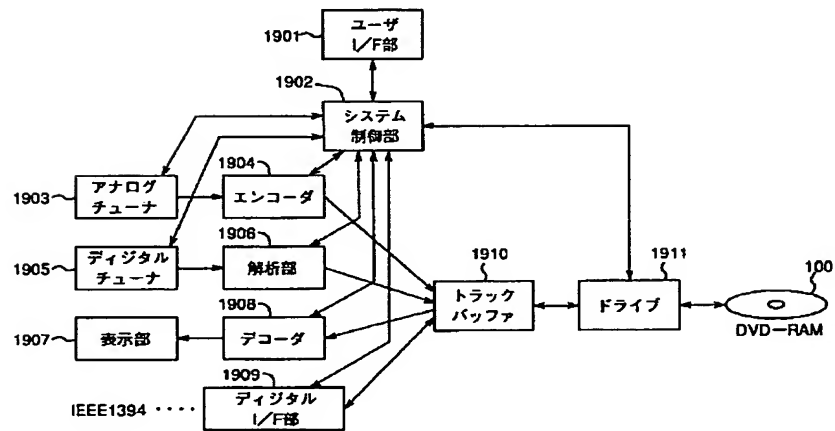 1901
ユーザ
I/F部
1902
システム
制御部
1903
アナログ
チューナ
1904
エンコーダ
1905
ディジタル
チューナ
1906
解析部
1907
表示部
1908
デコーダ
1909
ディジタル
I/F部
IEEE1394 ・・・・
1910
トラック
バッファ
1911
ドライブ
100
DVD-RAM